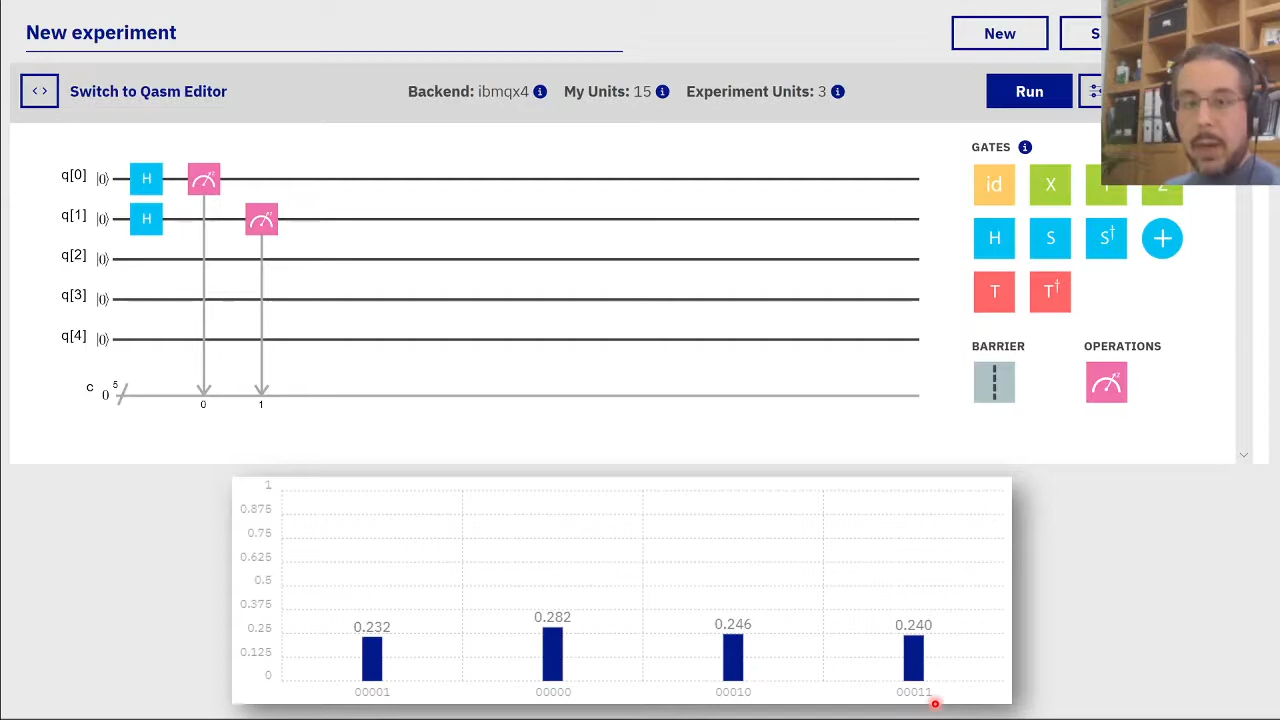 New experiment
New
S
Switch to Qasm Editor
Backend: ibmqx4
My Units: 15
Experiment Units: 3
Run
GATES
q[0] |0⟩ H
q[1] |0⟩ H
q[2] |0⟩
q[3] |0⟩
q[4] |0⟩
c 0 5
0 1
id X Y Z
H S S† +
T T†
BARRIER OPERATIONS
1
0.875
0.75
0.625
0.5
0.375
0.25
0.125
0
0.232 0.282 0.246 0.240
00001 00000 00010 00011